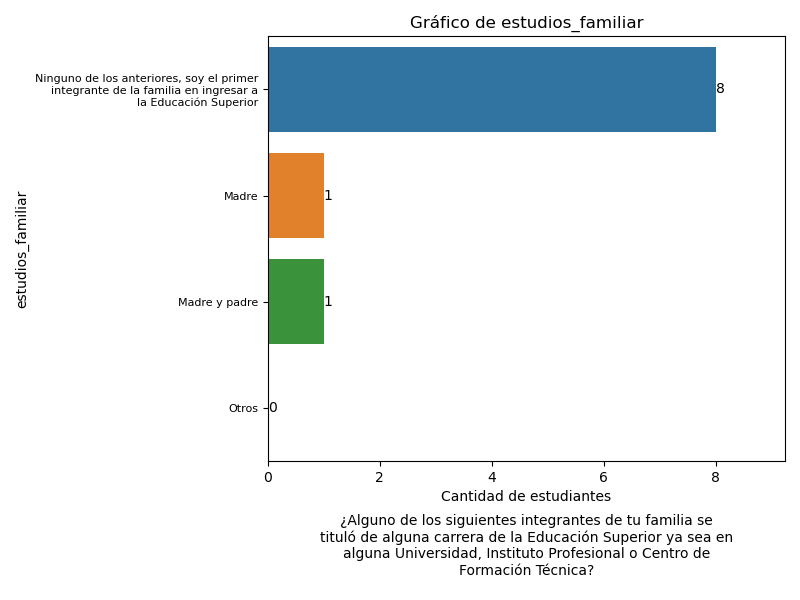 Gráfico de estudios_familiar
Ninguno de los anteriores, soy el primer
integrante de la familia en ingresar a
la Educación Superior
8
Madre
1
Madre y padre
1
Otros
0
estudios_familiar
0 2 4 6 8
Cantidad de estudiantes
¿Alguno de los siguientes integrantes de tu familia se
tituló de alguna carrera de la Educación Superior ya sea en
alguna Universidad, Instituto Profesional o Centro de
Formación Técnica?